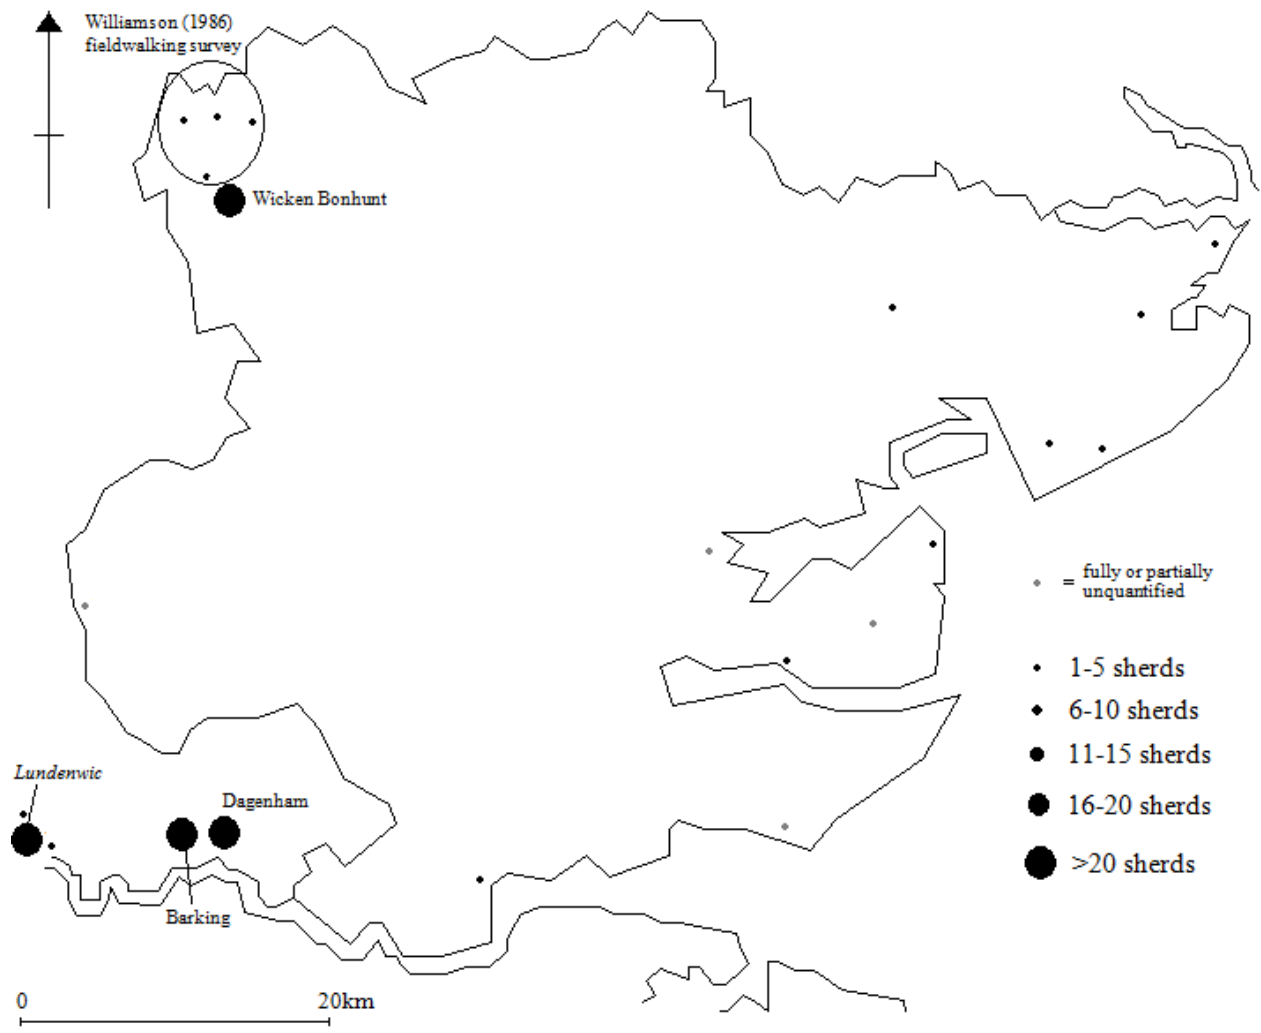 Williamson (1986)
fieldwalking survey
Wicken Bonhunt
= fully or partially
unquantified
1-5 sherds
6-10 sherds
11-15 sherds
16-20 sherds
>20 sherds
Lundenwic
Dagenham
Barking
0 20km